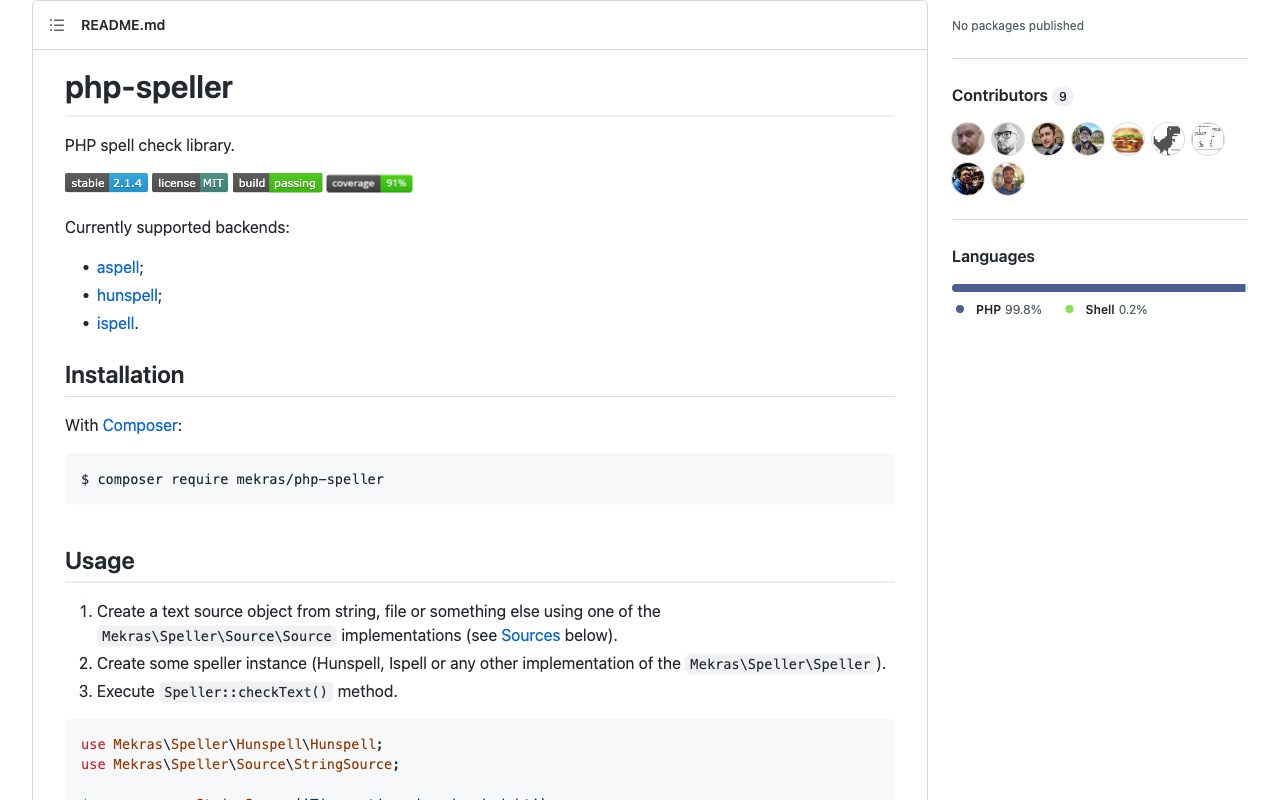 README.md
php-speller
PHP spell check library.
stable 2.1.4 license MIT build passing coverage 91%
Currently supported backends:
• aspell;
• hunspell;
• ispell.
Installation
With Composer:
$ composer require mekras/php-speller
Usage
1. Create a text source object from string, file or something else using one of the
Mekras\Speller\Source\Source implementations (see Sources below).
2. Create some speller instance (Hunspell, Ispell or any other implementation of the Mekras\Speller\Speller ).
3. Execute Speller::checkText() method.
use Mekras\Speller\Hunspell\Hunspell;
use Mekras\Speller\Source\StringSource;
No packages published
Contributors 9
Languages
PHP 99.8% Shell 0.2%